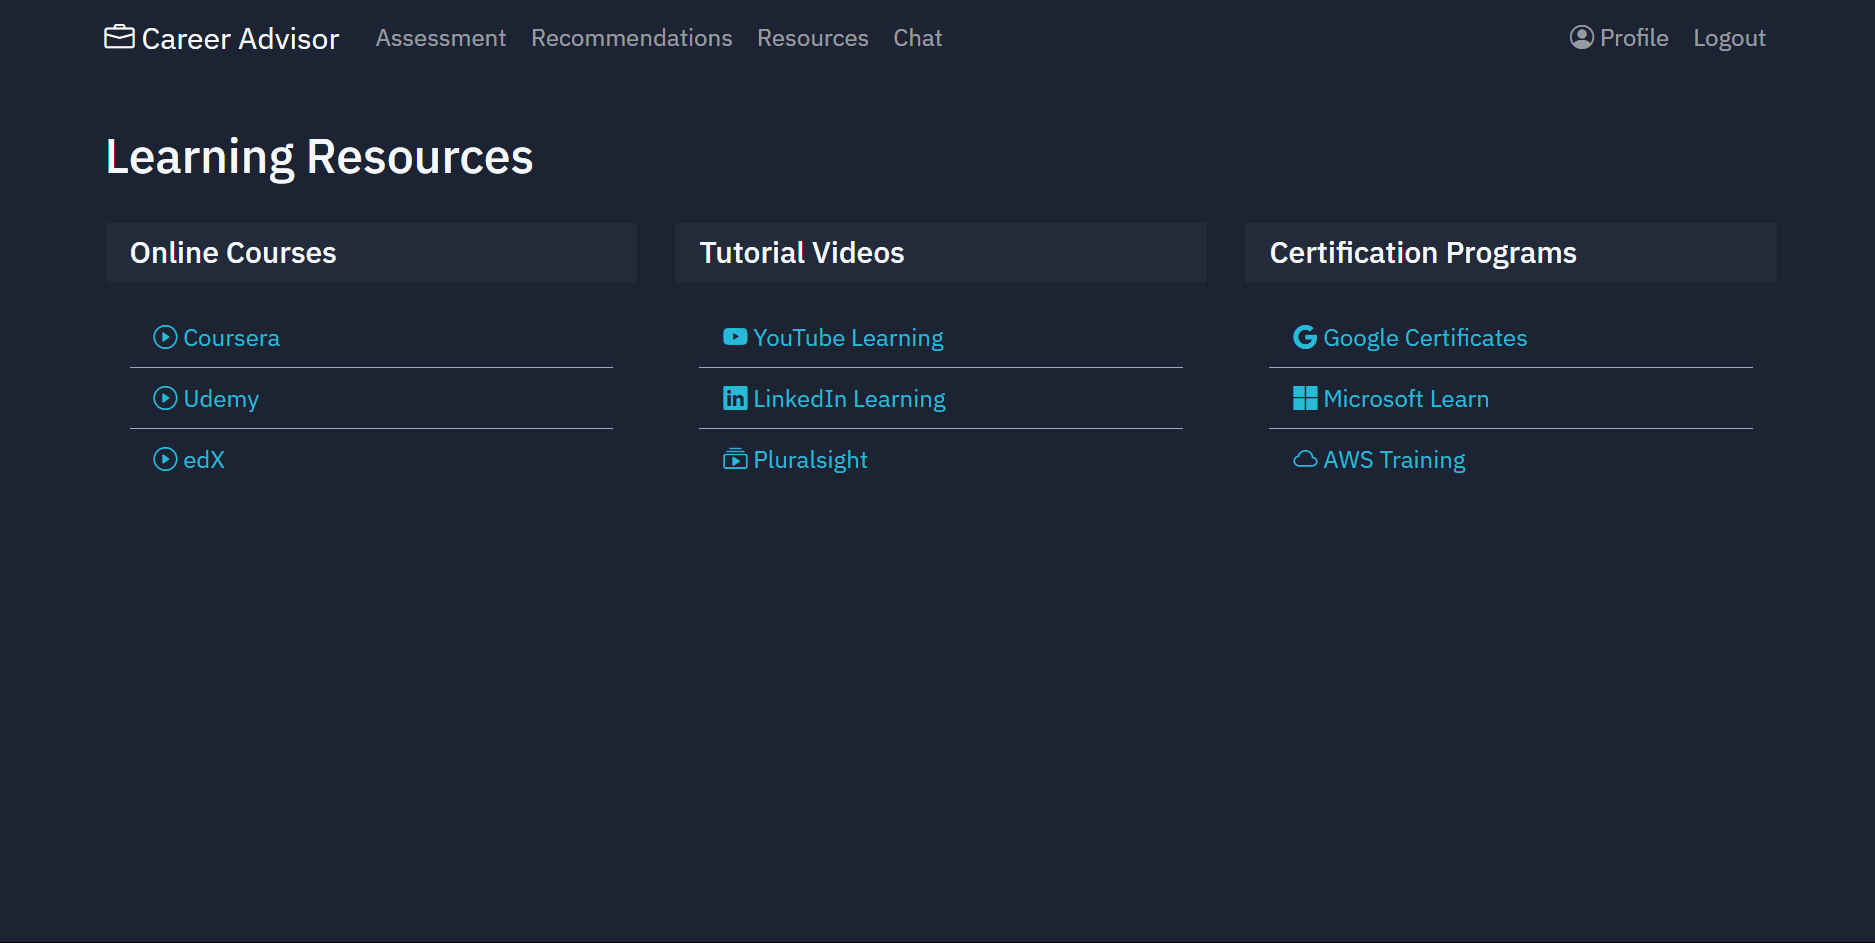 Career Advisor Assessment Recommendations Resources Chat Profile Logout
Learning Resources
Online Courses
Coursera
Udemy
edX
Tutorial Videos
YouTube Learning
LinkedIn Learning
Pluralsight
Certification Programs
Google Certificates
Microsoft Learn
AWS Training